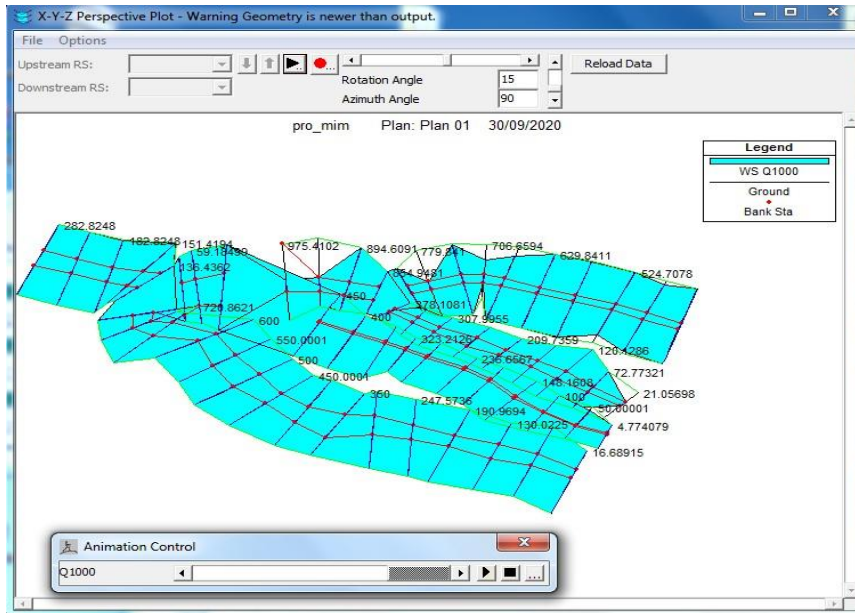 X-Y-Z Perspective Plot - Warning Geometry is newer than output.
File Options
Upstream RS:
Downstream RS:
Reload Data
Rotation Angle 15
Azimuth Angle 90
pro_mim Plan: Plan 01 30/09/2020
Legend
WS Q1000
Ground
Bank Sta
282.8248
182.8248
151.4194
59.18499
136.4362
975.4102
894.6091
779.841
706.6594
629.8411
524.7078
854.9481
450
378.1081
720.8621
600
400
307.9955
550.0001
323.2126
209.7359
500
236.6667
120.4286
450.0001
148.1608
72.77321
350
247.5736
100
21.05698
190.9694
50.00001
130.0225
4.774079
16.68915
Animation Control
Q1000